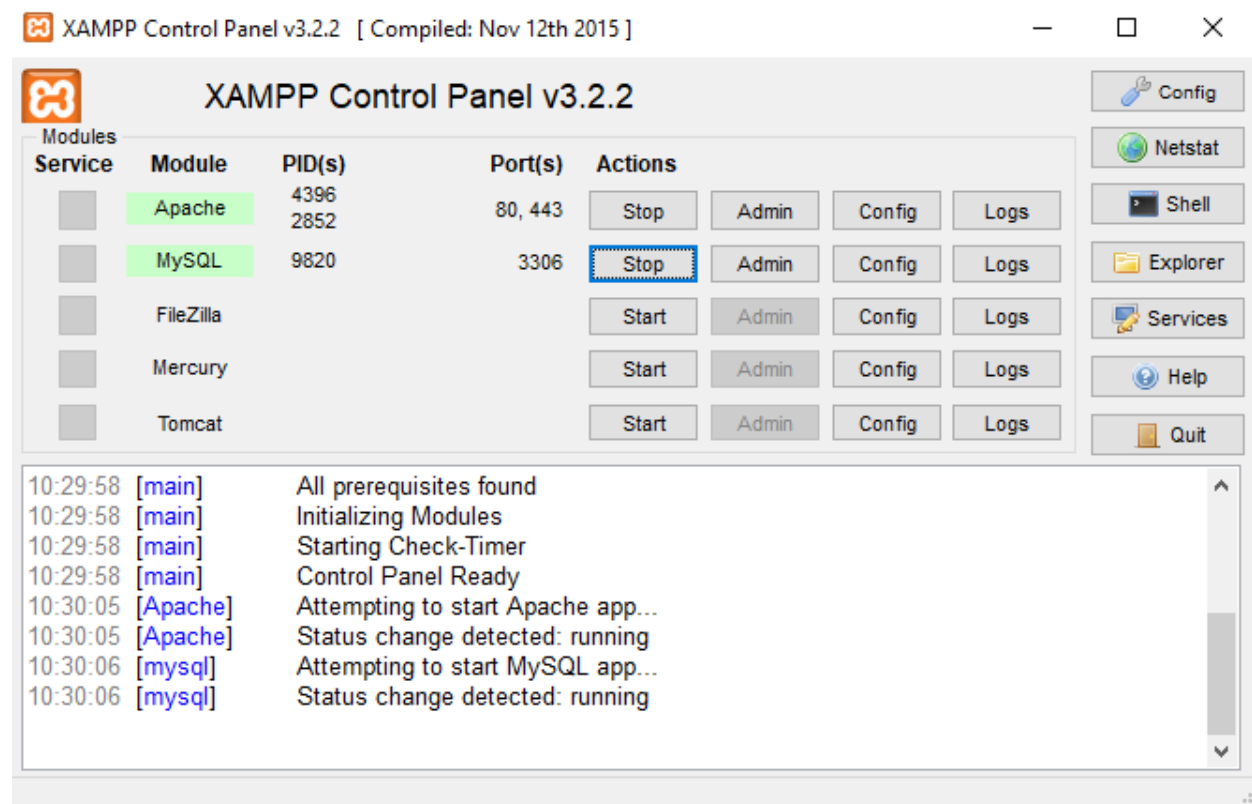 XAMPP Control Panel v3.2.2 [ Compiled: Nov 12th 2015 ]
XAMPP Control Panel v3.2.2
Config
Modules
Service Module PID(s) Port(s) Actions
Netstat
Apache 4396 2852 80, 443 Stop Admin Config Logs
Shell
MySQL 9820 3306 Stop Admin Config Logs
Explorer
FileZilla Start Admin Config Logs
Services
Mercury Start Admin Config Logs
Help
Tomcat Start Admin Config Logs
Quit
10:29:58 [main] All prerequisites found
10:29:58 [main] Initializing Modules
10:29:58 [main] Starting Check-Timer
10:29:58 [main] Control Panel Ready
10:30:05 [Apache] Attempting to start Apache app...
10:30:05 [Apache] Status change detected: running
10:30:06 [mysql] Attempting to start MySQL app...
10:30:06 [mysql] Status change detected: running